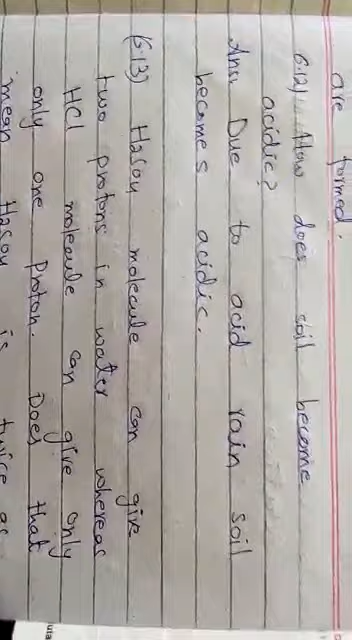 are formed.
6.12) How does soil become
acidic?
Ans. Due to acid rain soil
becomes acidic.
(6.13) H2SO4 molecule can give
two protons in water whereas
HCl molecule can give only
only one Proton. Does that
mean H2SO4 is twice as